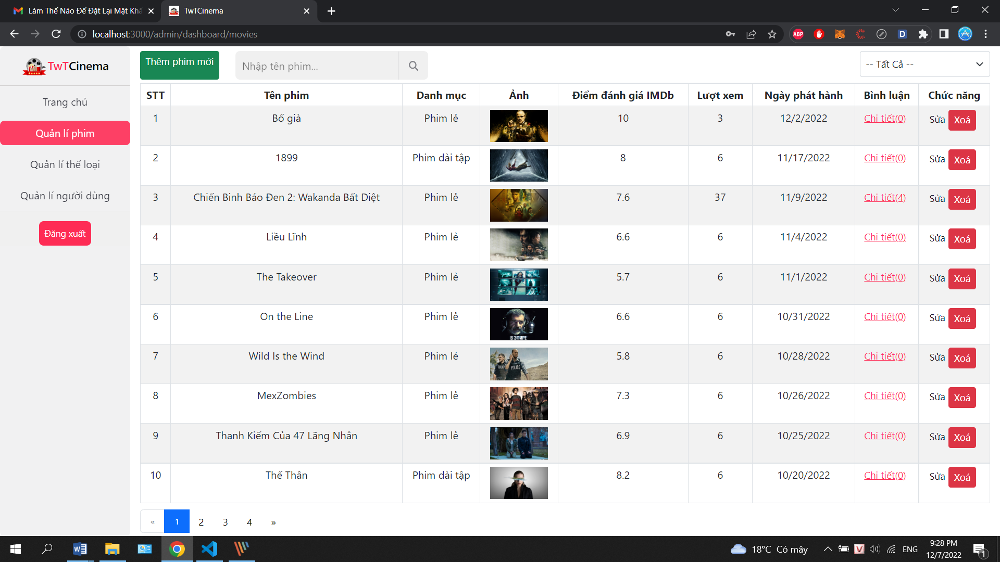 Làm Thế Nào Để Đặt Lại Mật Khẩ
TwTCinema
localhost:3000/admin/dashboard/movies
ABP
D
TwTCinema
Thêm phim mới
Nhập tên phim...
-- Tất Cả --
Trang chủ
Quản lí phim
Quản lí thể loại
Quản lí người dùng
Đăng xuất
STT Tên phim Danh mục Ảnh Điểm đánh giá IMDb Lượt xem Ngày phát hành Bình luận Chức năng
1 Bố già Phim lẻ 10 3 12/2/2022 Chi tiết(0) Sửa Xoá
2 1899 Phim dài tập 8 6 11/17/2022 Chi tiết(0) Sửa Xoá
3 Chiến Binh Báo Đen 2: Wakanda Bất Diệt Phim lẻ 7.6 37 11/9/2022 Chi tiết(4) Sửa Xoá
4 Liều Lĩnh Phim lẻ 6.6 6 11/4/2022 Chi tiết(0) Sửa Xoá
5 The Takeover Phim lẻ 5.7 6 11/1/2022 Chi tiết(0) Sửa Xoá
6 On the Line Phim lẻ В ЭФИРЕ 6.6 6 10/31/2022 Chi tiết(0) Sửa Xoá
7 Wild Is the Wind Phim lẻ POLICE 5.8 6 10/28/2022 Chi tiết(0) Sửa Xoá
8 MexZombies Phim lẻ 7.3 6 10/26/2022 Chi tiết(0) Sửa Xoá
9 Thanh Kiếm Của 47 Lãng Nhân Phim lẻ 6.9 6 10/25/2022 Chi tiết(0) Sửa Xoá
10 Thế Thân Phim dài tập 8.2 6 10/20/2022 Chi tiết(0) Sửa Xoá
« 1 2 3 4 »
18°C Có mây
V
ENG
9:28 PM
12/7/2022
1